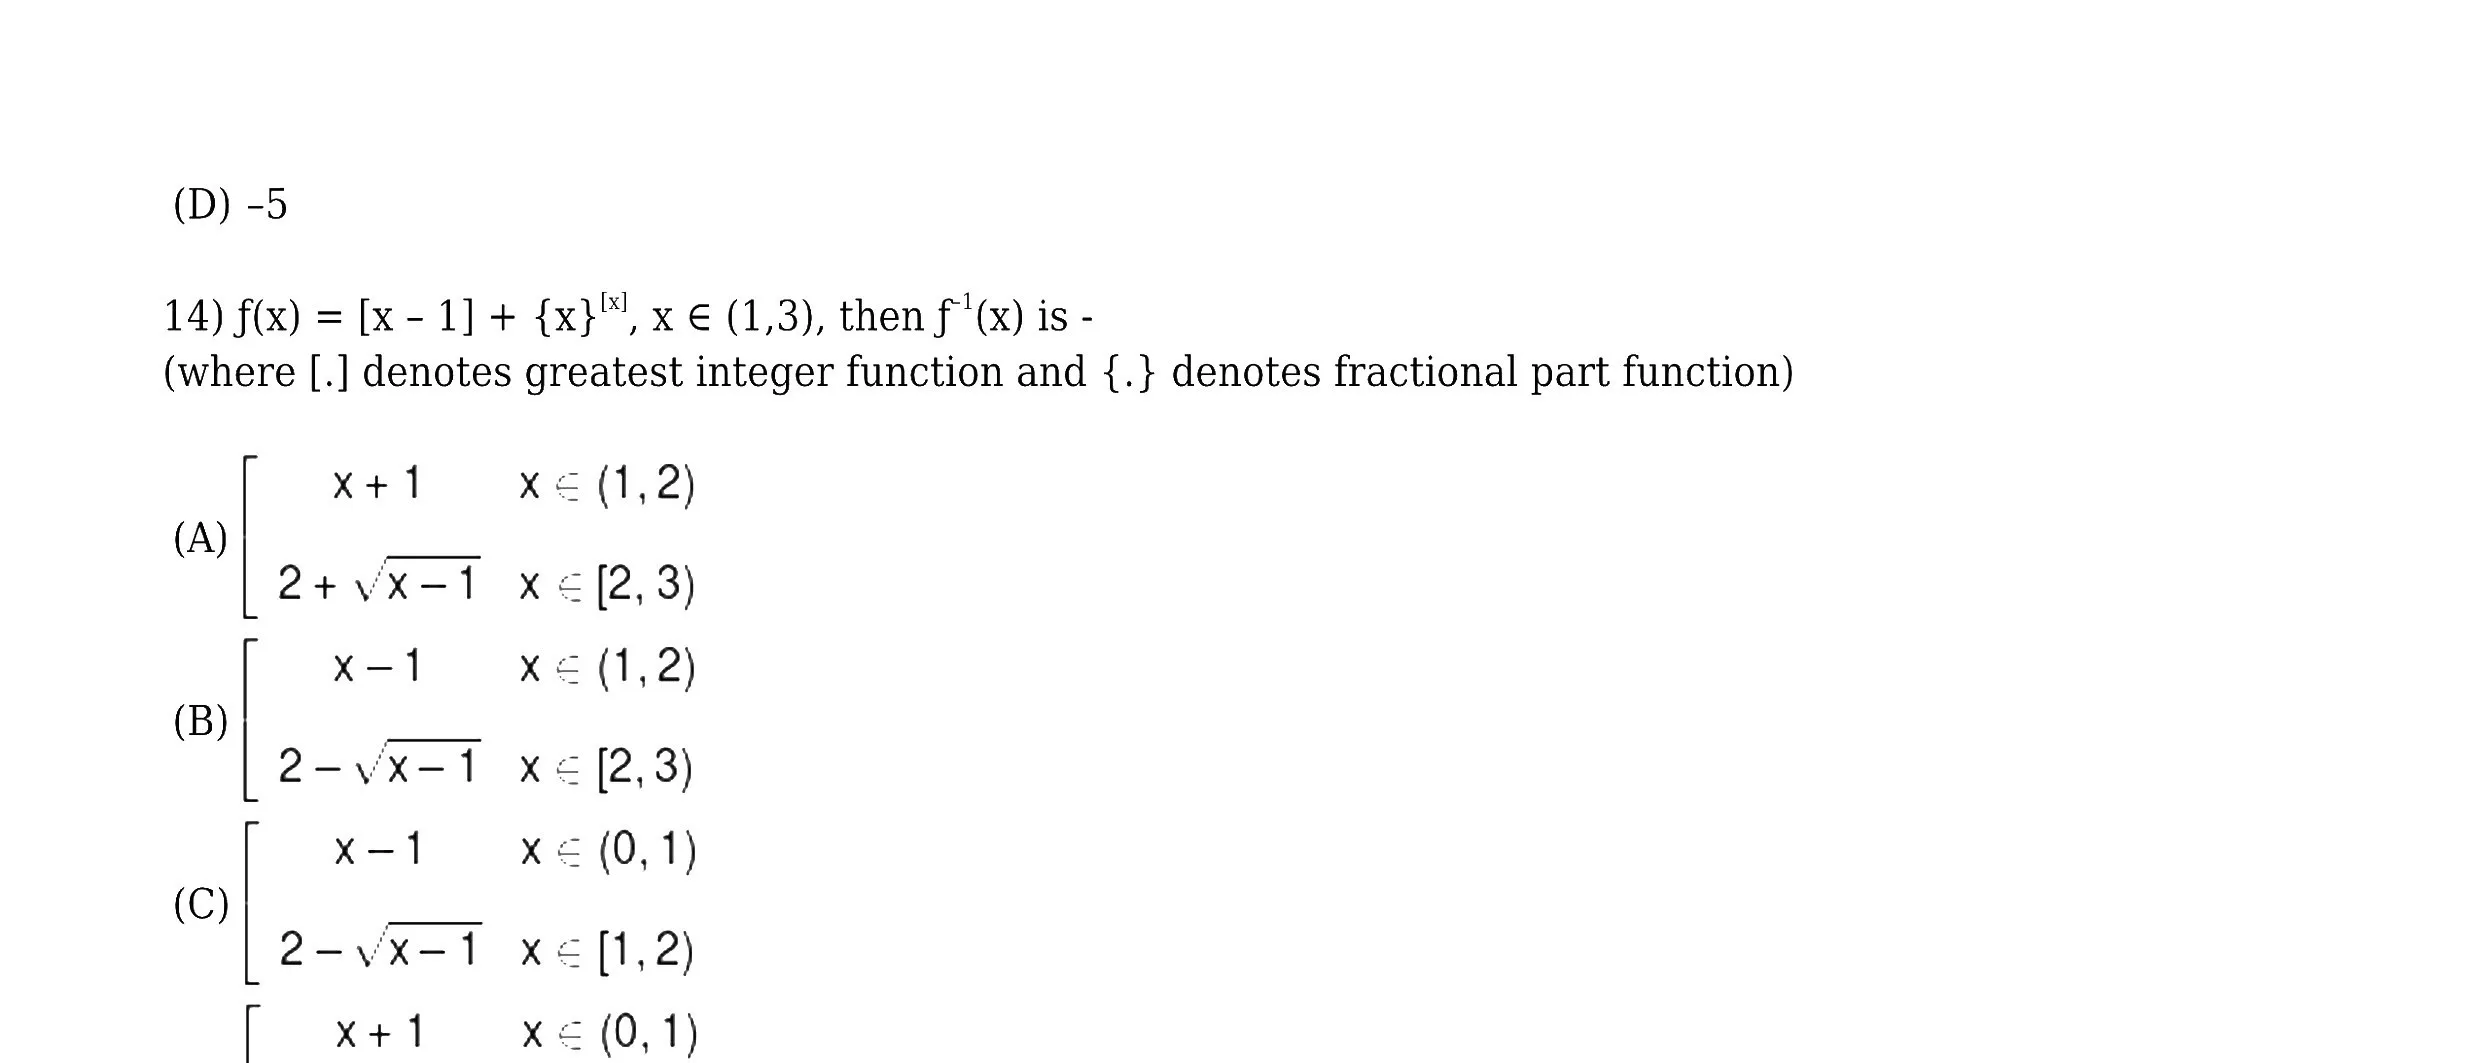 (D) –5
14) ƒ(x) = [x – 1] + {x}^[x], x ∈ (1,3), then ƒ^–1(x) is -
(where [.] denotes greatest integer function and {.} denotes fractional part function)
x + 1 x ∈ (1, 2)
(A)
2 + √x – 1 x ∈ [2, 3)
x – 1 x ∈ (1, 2)
(B)
2 – √x – 1 x ∈ [2, 3)
x – 1 x ∈ (0, 1)
(C)
2 – √x – 1 x ∈ [1, 2)
x + 1 x ∈ (0, 1)